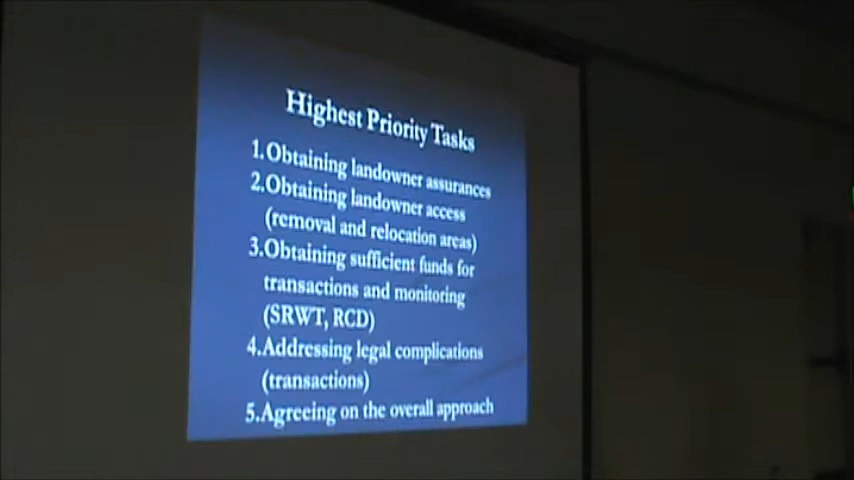 Highest Priority Tasks
1.Obtaining landowner assurances
2.Obtaining landowner access
(removal and relocation areas)
3.Obtaining sufficient funds for
transactions and monitoring
(SRWT, RCD)
4.Addressing legal complications
(transactions)
5.Agreeing on the overall approach